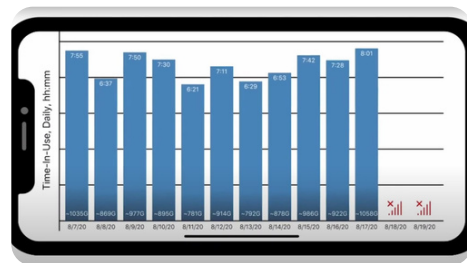 Time-In-Use, Daily, hh:mm
7:55
6:37
7:50
7:30
6:21
7:11
6:29
6:53
7:42
7:28
8:01
~1035G
~869G
~977G
~895G
~781G
~914G
~792G
~878G
~986G
~922G
~1058G
8/7/20
8/8/20
8/9/20
8/10/20
8/11/20
8/12/20
8/13/20
8/14/20
8/15/20
8/16/20
8/17/20
8/18/20
8/19/20